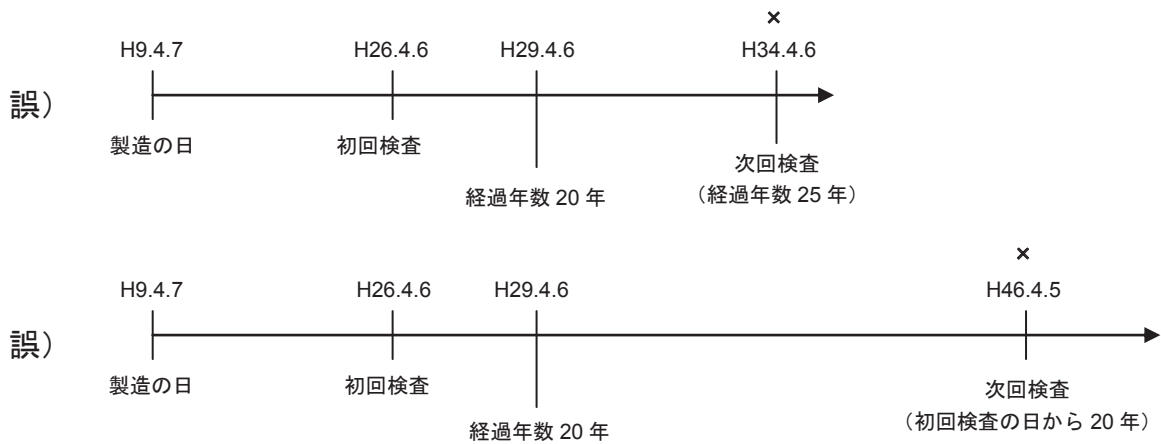 ×
H9.4.7 H26.4.6 H29.4.6 H34.4.6
誤）
製造の日 初回検査 次回検査
経過年数 20 年 （経過年数 25 年）
×
H9.4.7 H26.4.6 H29.4.6 H46.4.5
誤）
製造の日 初回検査 次回検査
経過年数 20 年 （初回検査の日から 20 年）